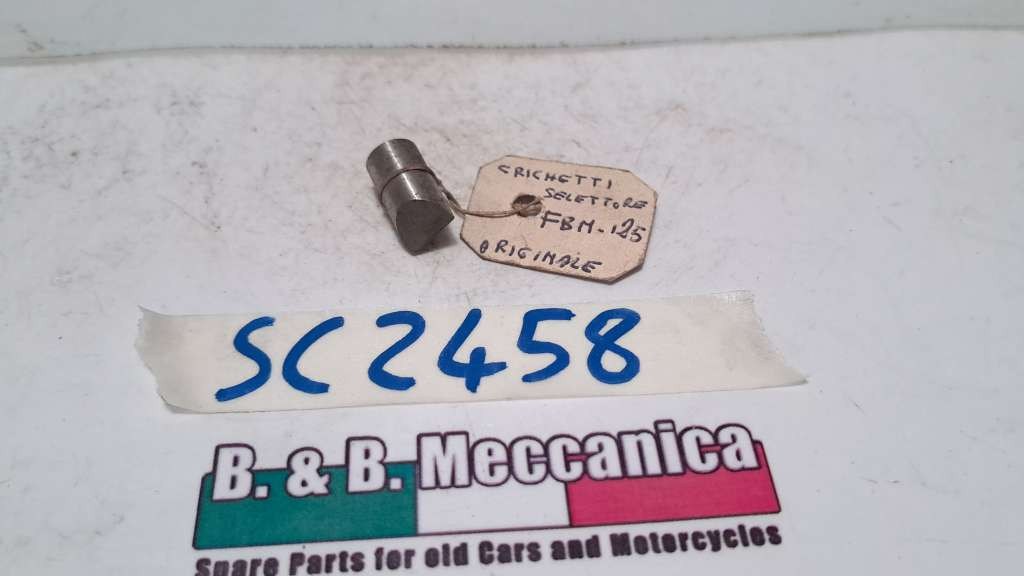 CRICHETTI
SELETTORE
FBM-125
ORIGINALE
SC2458
B. & B. Meccanica
Spare Parts for old Cars and Motorcycles